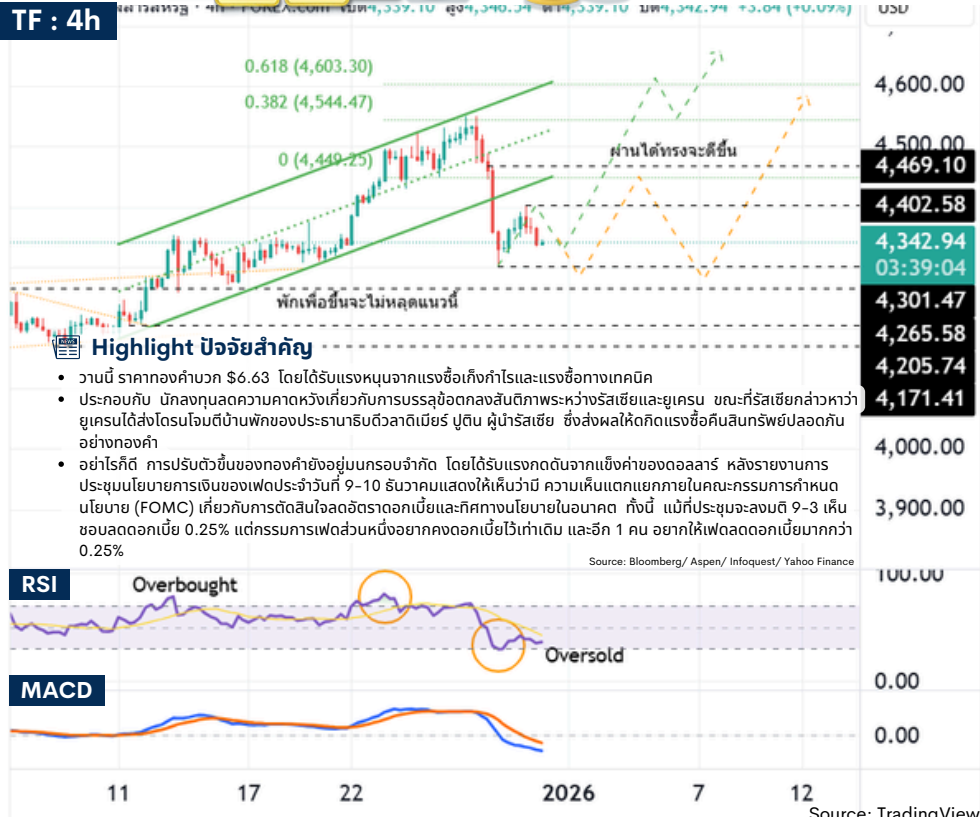 TF : 4h
4h · FOREX.com เปิด4,339.10 สูง4,346.54 ต่ำ4,339.10 ปิด4,342.94 +3.84 (+0.09%)
USD
0.618 (4,603.30)
4,600.00
0.382 (4,544.47)
4,500.00
ผ่านได้ทรงจะดีขึ้น
0 (4,449.25)
4,469.10
4,402.58
4,342.94
03:39:04
พักเพื่อขึ้นจะไม่หลุดแนวนี้
4,301.47
4,265.58
4,205.74
4,171.41
4,000.00
3,900.00
NEWS
Highlight ปัจจัยสำคัญ
• วานนี้ ราคาทองคำบวก $6.63 โดยได้รับแรงหนุนจากแรงซื้อเก็งกำไรและแรงซื้อทางเทคนิค
• ประกอบกับ นักลงทุนลดความคาดหวังเกี่ยวกับการบรรลุข้อตกลงสันติภาพระหว่างรัสเซียและยูเครน ขณะที่รัสเซียกล่าวหาว่า
ยูเครนได้ส่งโดรนโจมตีบ้านพักของประธานาธิบดีวลาดิเมียร์ ปูติน ผู้นำรัสเซีย ซึ่งส่งผลให้ดกิดแรงซื้อคืนสินทรัพย์ปลอดภัน
อย่างทองคำ
• อย่างไรก็ดี การปรับตัวขึ้นของทองคำยังอยู่มนกรอบจำกัด โดยได้รับแรงกดดันจากแข็งค่าของดอลลาร์ หลังรายงานการ
ประชุมนโยบายการเงินของเฟดประจำวันที่ 9-10 ธันวาคมแสดงให้เห็นว่ามี ความเห็นแตกแยกภายในคณะกรรมการกำหนด
นโยบาย (FOMC) เกี่ยวกับการตัดสินใจลดอัตราดอกเบี้ยและทิศทางนโยบายในอนาคต ทั้งนี้ แม้ที่ประชุมจะลงมติ 9-3 เห็น
ชอบลดดอกเบี้ย 0.25% แต่กรรมการเฟดส่วนหนึ่งอยากคงดอกเบี้ยไว้เท่าเดิม และอีก 1 คน อยากให้เฟดลดดอกเบี้ยมากกว่า
0.25%
Source: Bloomberg/ Aspen/ Infoquest/ Yahoo Finance
RSI
Overbought
100.00
Oversold
0.00
MACD
0.00
11 17 22 2026 7 12
Source: TradingView